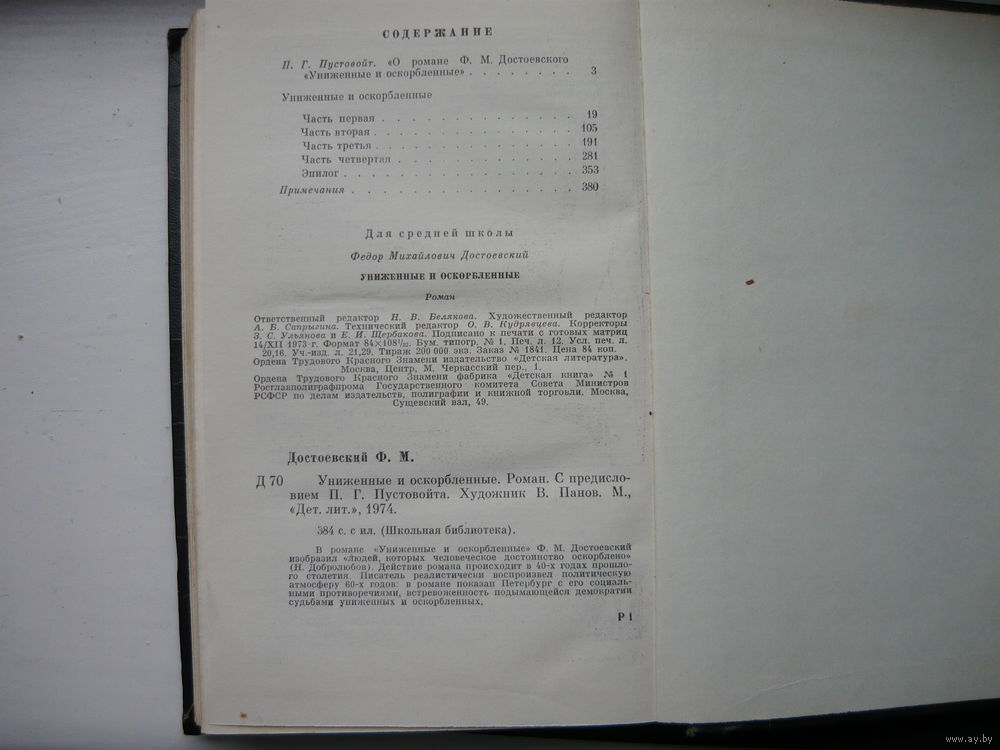 СОДЕРЖАНИЕ
П. Г. Пустовойт. «О романе Ф. М. Достоевского
«Униженные и оскорбленные» . . . . . . . . 3
Униженные и оскорбленные
Часть первая . . . . . . . . . . 19
Часть вторая . . . . . . . . . . 105
Часть третья . . . . . . . . . . 191
Часть четвертая . . . . . . . . . 281
Эпилог . . . . . . . . . . . . 353
Примечания . . . . . . . . . . . 380
Для средней школы
Федор Михайлович Достоевский
УНИЖЕННЫЕ И ОСКОРБЛЕННЫЕ
Роман
Ответственный редактор Н. В. Белякова. Художественный редактор
А. Б. Сапрыгина. Технический редактор О. В. Кудрявцева. Корректоры
З. С. Ульянова и Е. И. Щербакова. Подписано к печати с готовых матриц
14/XII 1973 г. Формат 84×108¹/₃₂. Бум. типогр. № 1. Печ. л. 12. Усл. печ. л.
20,16. Уч.-изд. л. 21,29. Тираж 200 000 экз. Заказ № 1841. Цена 84 коп.
Ордена Трудового Красного Знамени издательство «Детская литература».
Москва, Центр, М. Черкасский пер., 1.
Ордена Трудового Красного Знамени фабрика «Детская книга» № 1
Росглавполиграфпрома Государственного комитета Совета Министров
РСФСР по делам издательств, полиграфии и книжной торговли. Москва,
Сущевский вал, 49.
Достоевский Ф. М.
Д 70 Униженные и оскорбленные. Роман. С предисло-
вием П. Г. Пустовойта. Художник В. Панов. М.,
«Дет. лит.», 1974.
384 с. с ил. (Школьная библиотека).
В романе «Униженные и оскорбленные» Ф. М. Достоевский
изобразил «людей, которых человеческое достоинство оскорблено»
(Н. Добролюбов). Действие романа происходит в 40-х годах прошло-
го столетия. Писатель реалистически воспроизвел политическую
атмосферу 60-х годов: в романе показан Петербург с его социаль-
ными противоречиями, встревоженность подымающейся демократии
судьбами униженных и оскорбленных.
Р 1
www.ay.by